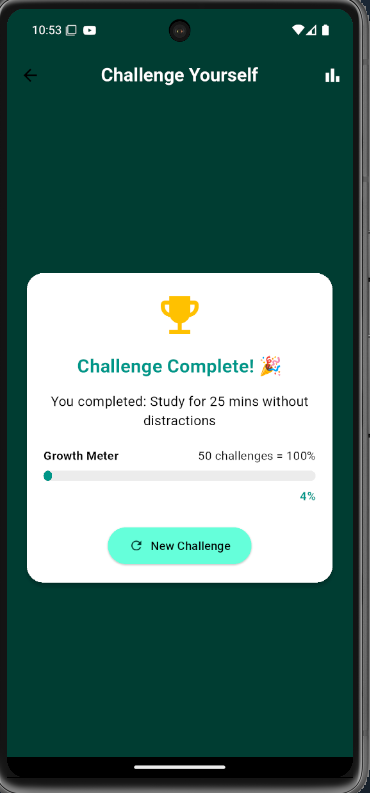 10:53
Challenge Yourself
Challenge Complete! 🎉
You completed: Study for 25 mins without
distractions
Growth Meter 50 challenges = 100%
4%
New Challenge